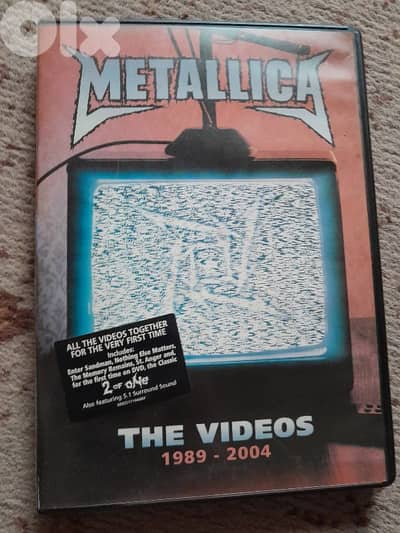 OLX
METALLICA
ALL THE VIDEOS TOGETHER
FOR THE VERY FIRST TIME
Includes:
Enter Sandman, Nothing Else Matters,
The Memory Remains, St. Anger and,
for the first time on DVD, the Classic
2 OF ONE
Also featuring 5.1 Surround Sound
THE VIDEOS
1989 - 2004